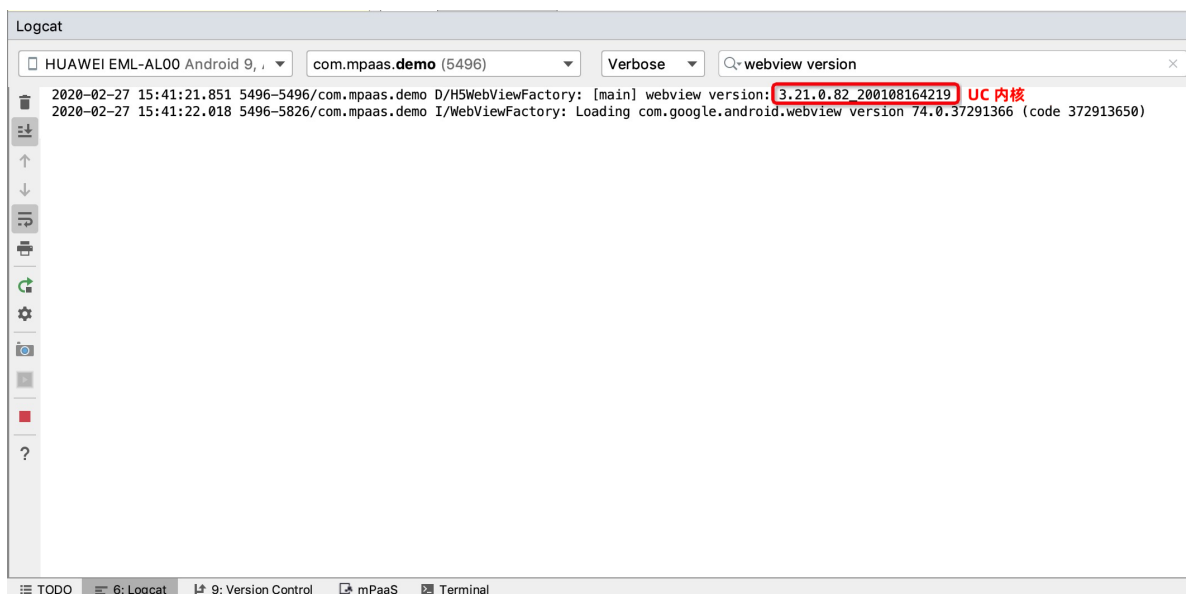 Logcat
HUAWEI EML-AL00 Android 9, com.mpaas.demo (5496) Verbose webview version
2020-02-27 15:41:21.851 5496-5496/com.mpaas.demo D/H5WebViewFactory: [main] webview version: 3.21.0.82_200108164219 UC 内核
2020-02-27 15:41:22.018 5496-5826/com.mpaas.demo I/WebViewFactory: Loading com.google.android.webview version 74.0.37291366 (code 372913650)
TODO 6: Logcat 9: Version Control mPaaS Terminal